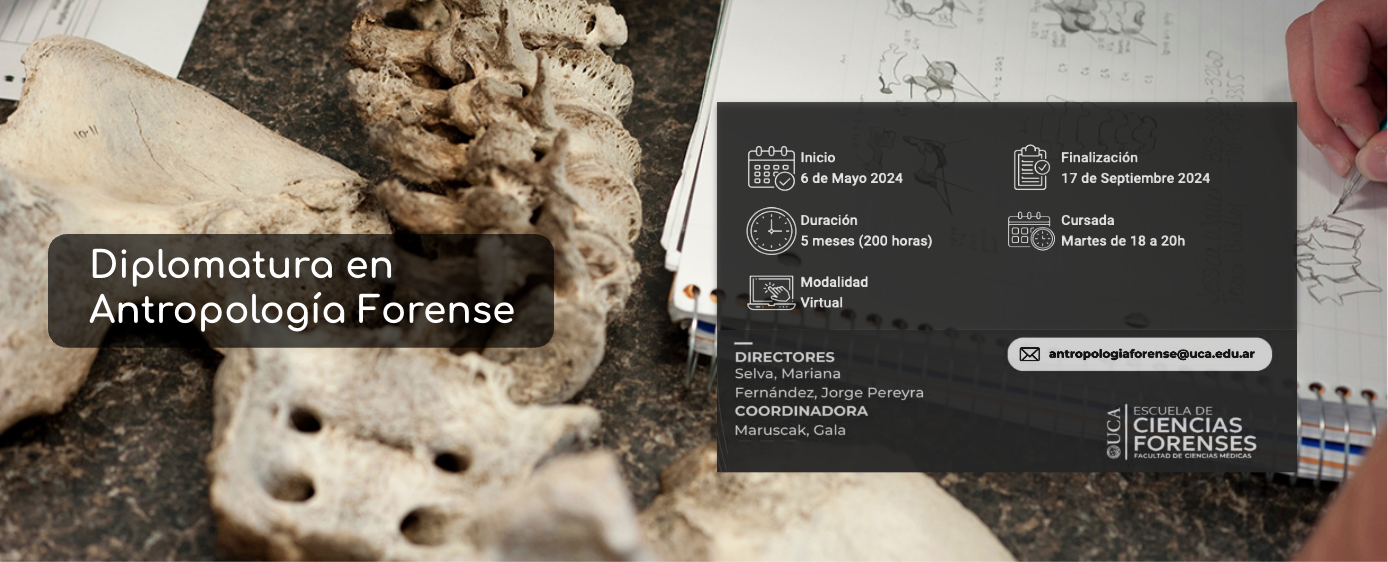 Diplomatura en
Antropología Forense
Inicio
6 de Mayo 2024
Finalización
17 de Septiembre 2024
Duración
5 meses (200 horas)
Cursada
Martes de 18 a 20h
Modalidad
Virtual
DIRECTORES
Selva, Mariana
Fernández, Jorge Pereyra
COORDINADORA
Maruscak, Gala
antropologiaforense@uca.edu.ar
UCA
ESCUELA DE
CIENCIAS
FORENSES
FACULTAD DE CIENCIAS MÉDICAS
10-11